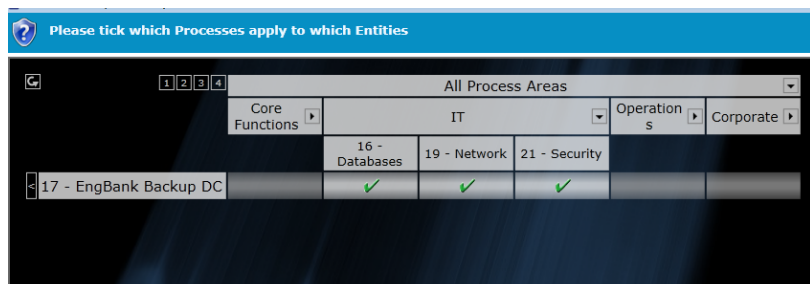 Please tick which Processes apply to which Entities
1 2 3 4
All Process Areas
Core
Functions
IT
Operation
s
Corporate
16 -
Databases
19 - Network
21 - Security
< 17 - EngBank Backup DC